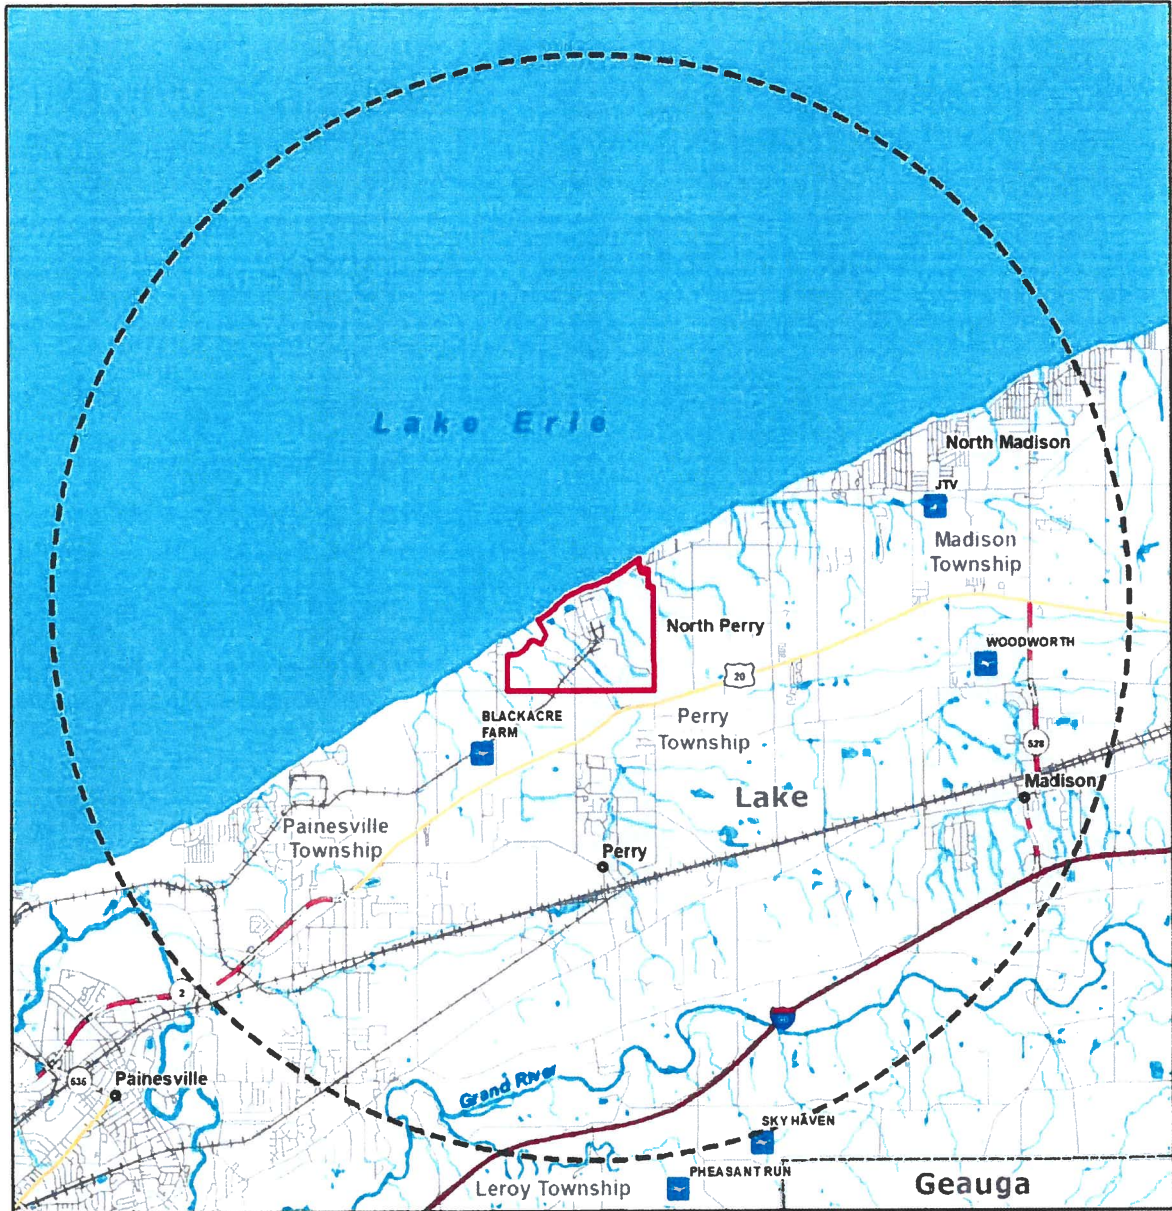 Lake Erie
North Madison
JTV
Madison
Township
North Perry
WOODWORTH
20
BLACKACRE
FARM
Perry
Township
528
Madison
Lake
Painesville
Township
Perry
2
535
Painesville
Grand River
SKY HAVEN
PHEASANT RUN
Leroy Township
Geauga